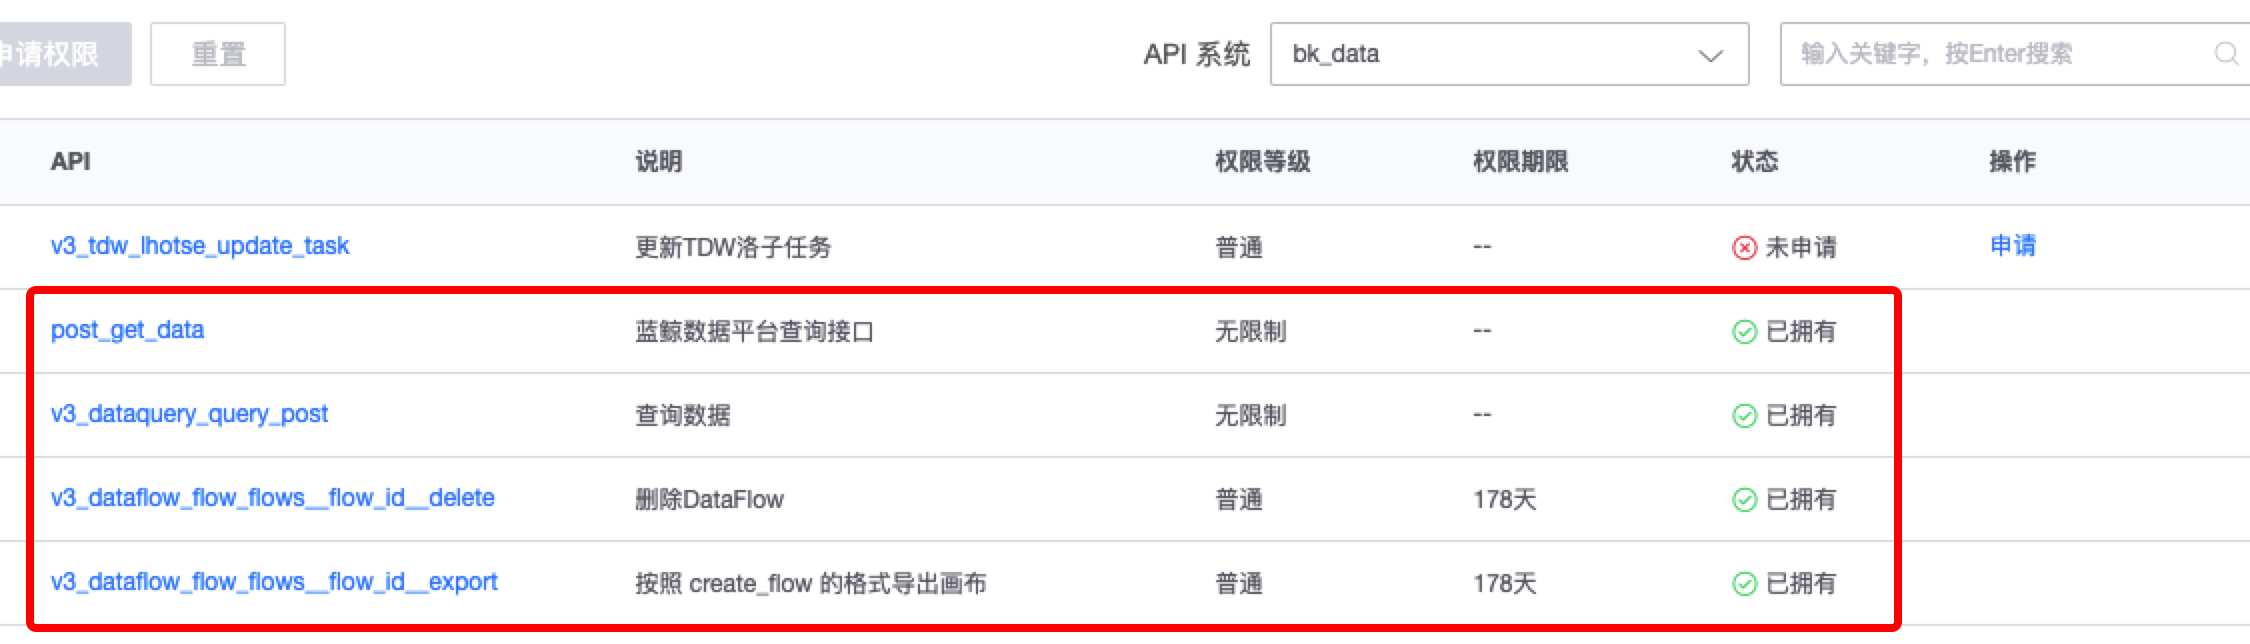 申请权限 重置 API 系统 bk_data 输入关键字，按Enter搜索
API 说明 权限等级 权限期限 状态 操作
v3_tdw_lhotse_update_task 更新TDW洛子任务 普通 -- 未申请 申请
post_get_data 蓝鲸数据平台查询接口 无限制 -- 已拥有
v3_dataquery_query_post 查询数据 无限制 -- 已拥有
v3_dataflow_flow_flows__flow_id__delete 删除DataFlow 普通 178天 已拥有
v3_dataflow_flow_flows__flow_id__export 按照 create_flow 的格式导出画布 普通 178天 已拥有